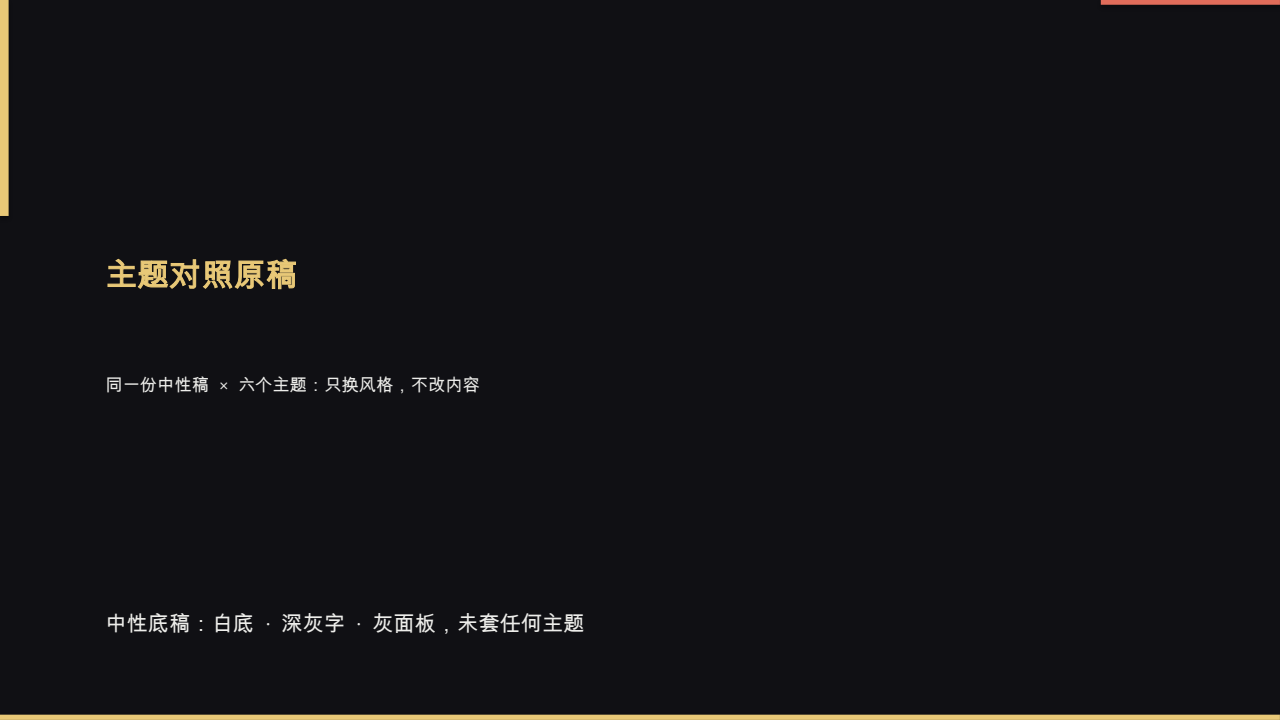 主题对照原稿
同一份中性稿 × 六个主题：只换风格，不改内容
中性底稿：白底 · 深灰字 · 灰面板，未套任何主题